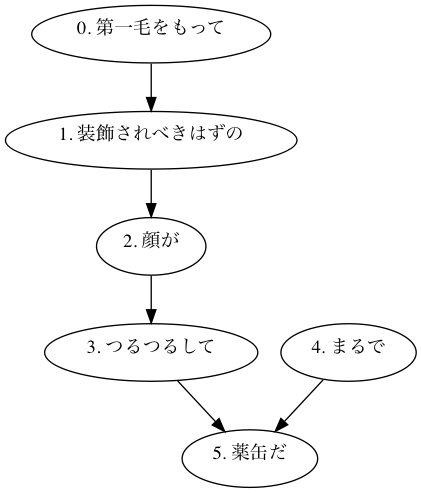 0. 第一毛をもって
1. 装飾されべきはずの
2. 顔が
3. つるつるして
4. まるで
5. 薬缶だ